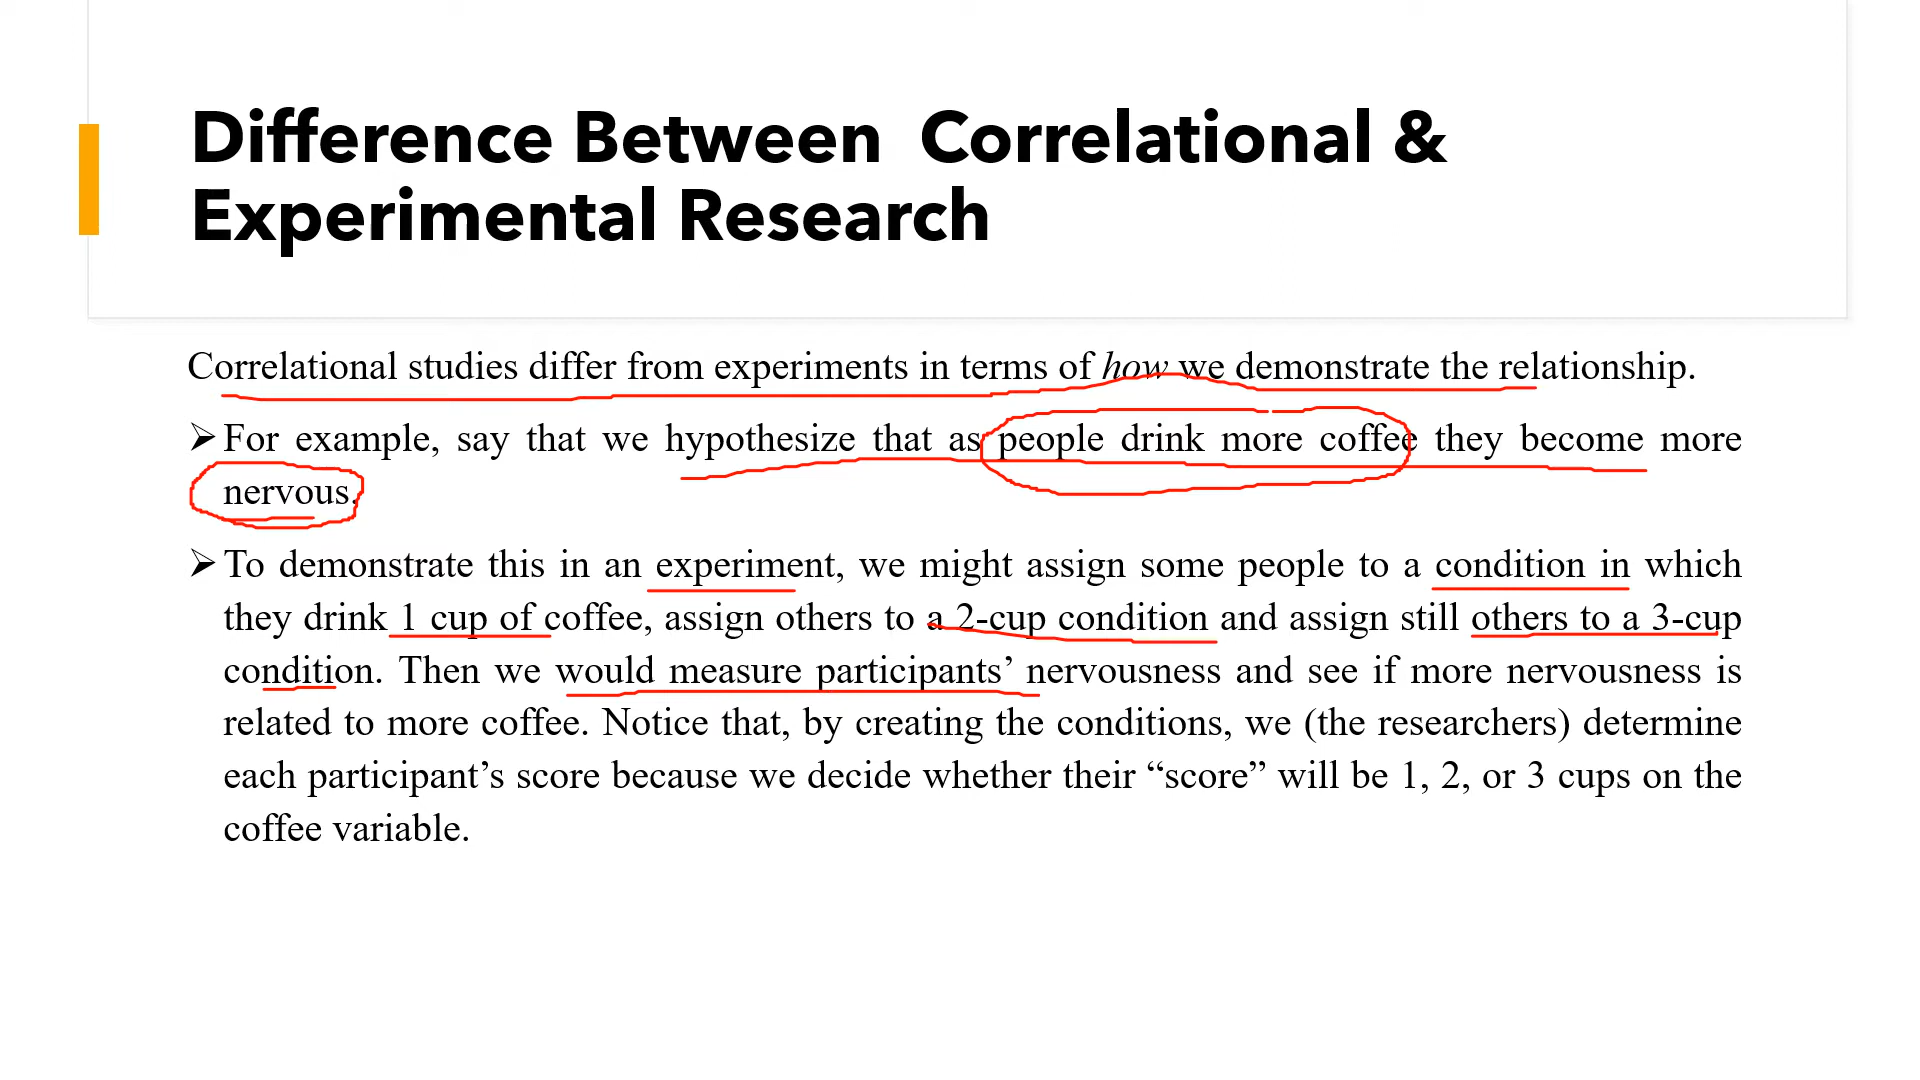 Difference Between  Correlational &
Experimental Research
Correlational studies differ from experiments in terms of how we demonstrate the relationship.
➢ For example, say that we hypothesize that as people drink more coffee they become more
nervous.
➢ To demonstrate this in an experiment, we might assign some people to a condition in which
they drink 1 cup of coffee, assign others to a 2-cup condition and assign still others to a 3-cup
condition. Then we would measure participants’ nervousness and see if more nervousness is
related to more coffee. Notice that, by creating the conditions, we (the researchers) determine
each participant’s score because we decide whether their “score” will be 1, 2, or 3 cups on the
coffee variable.